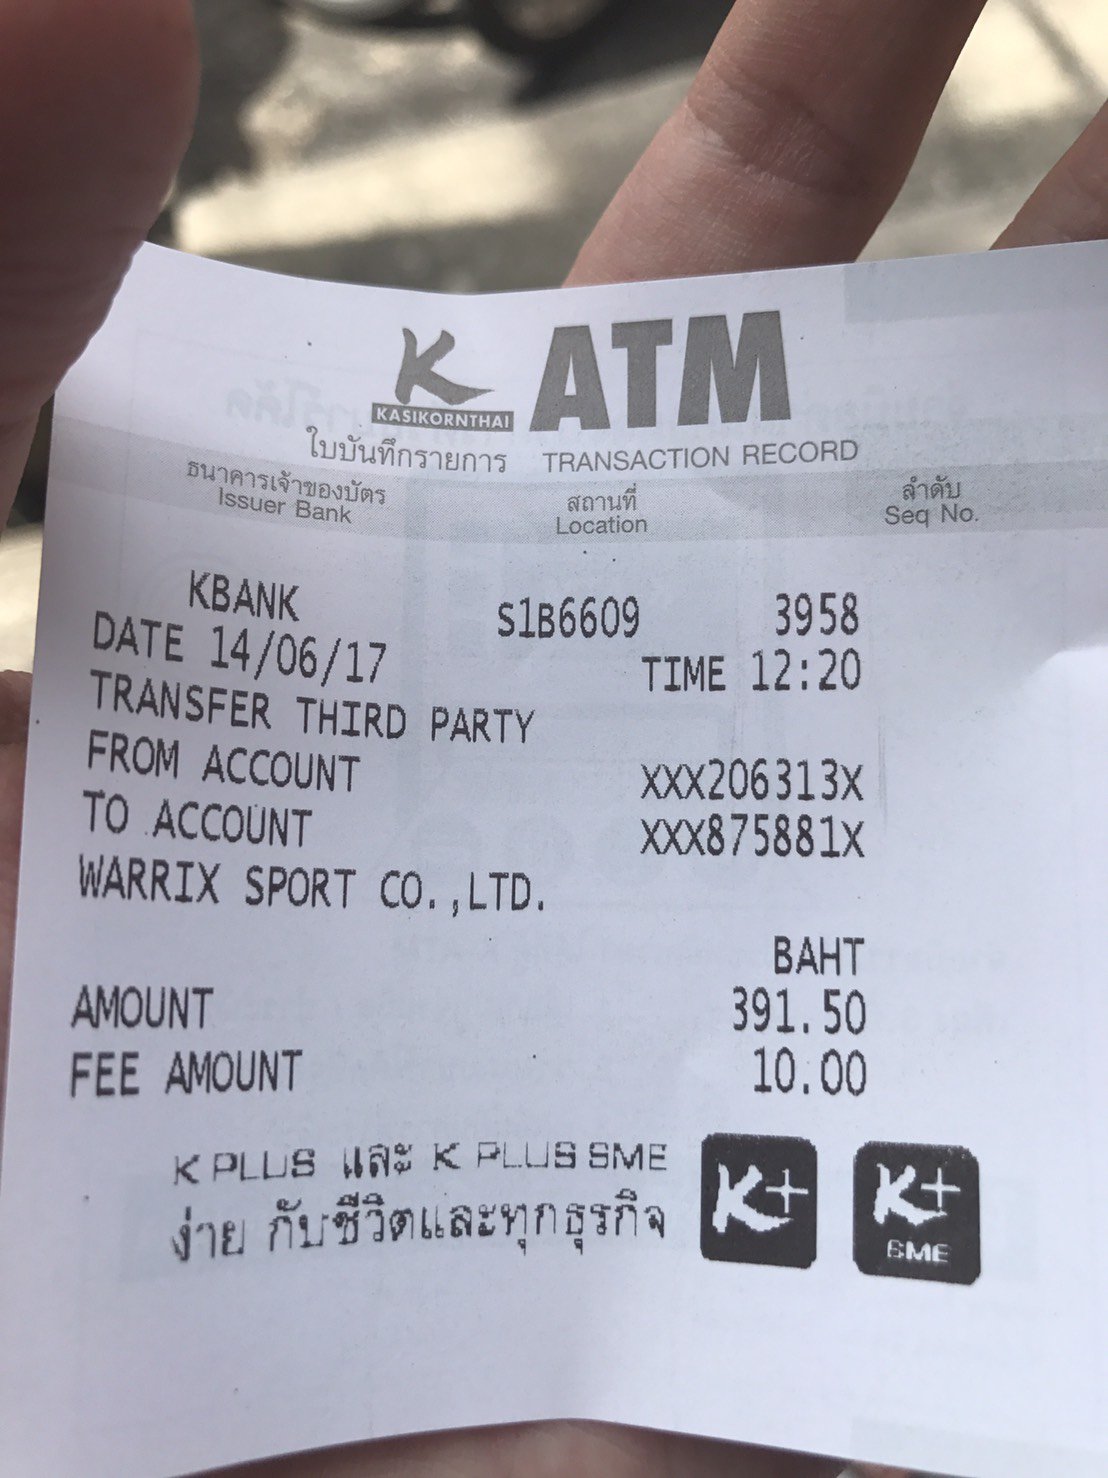 K ATM
KASIKORNTHAI
ใบบันทึกรายการ TRANSACTION RECORD
ธนาคารเจ้าของบัตร สถานที่ ลำดับ
Issuer Bank Location Seq No.
KBANK S1B6609 3958
DATE 14/06/17 TIME 12:20
TRANSFER THIRD PARTY
FROM ACCOUNT XXX206313X
TO ACCOUNT XXX875881X
WARRIX SPORT CO.,LTD.
BAHT
AMOUNT 391.50
FEE AMOUNT 10.00
K PLUS และ K PLUS SME
ง่าย กับชีวิตและทุกธุรกิจ
K+ K+
SME